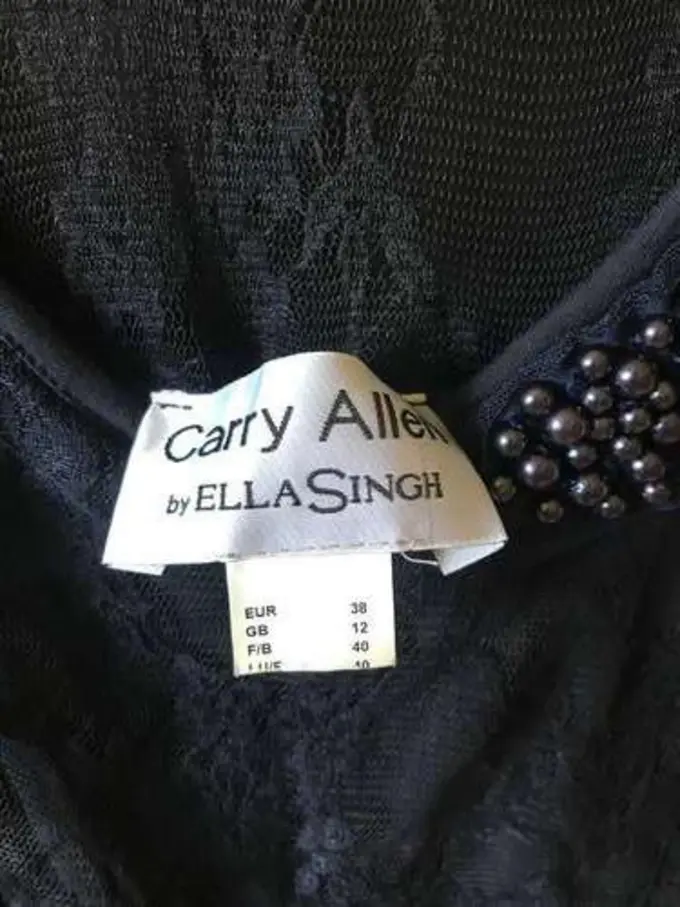 Carry Allen
by ELLA SINGH
EUR 38
GB 12
F/B 40